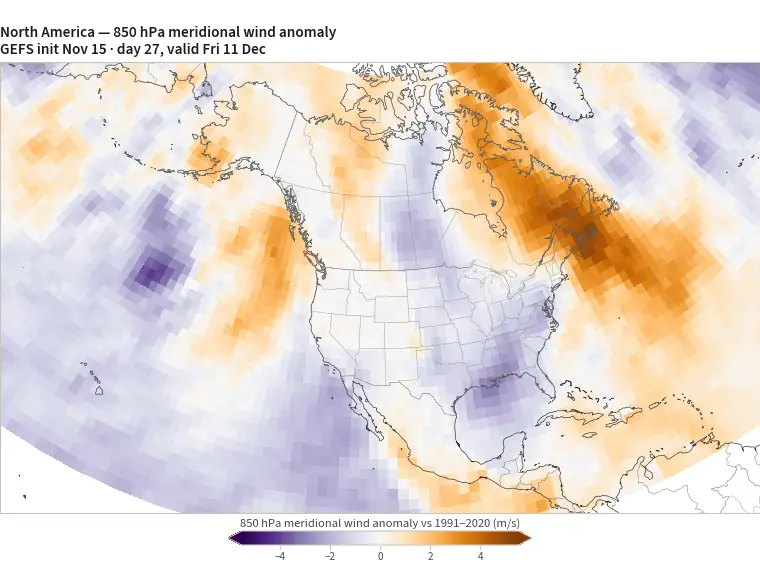 North America — 850 hPa meridional wind anomaly
GEFS init Nov 15 · day 27, valid Fri 11 Dec
850 hPa meridional wind anomaly vs 1991–2020 (m/s)
−4 −2 0 2 4